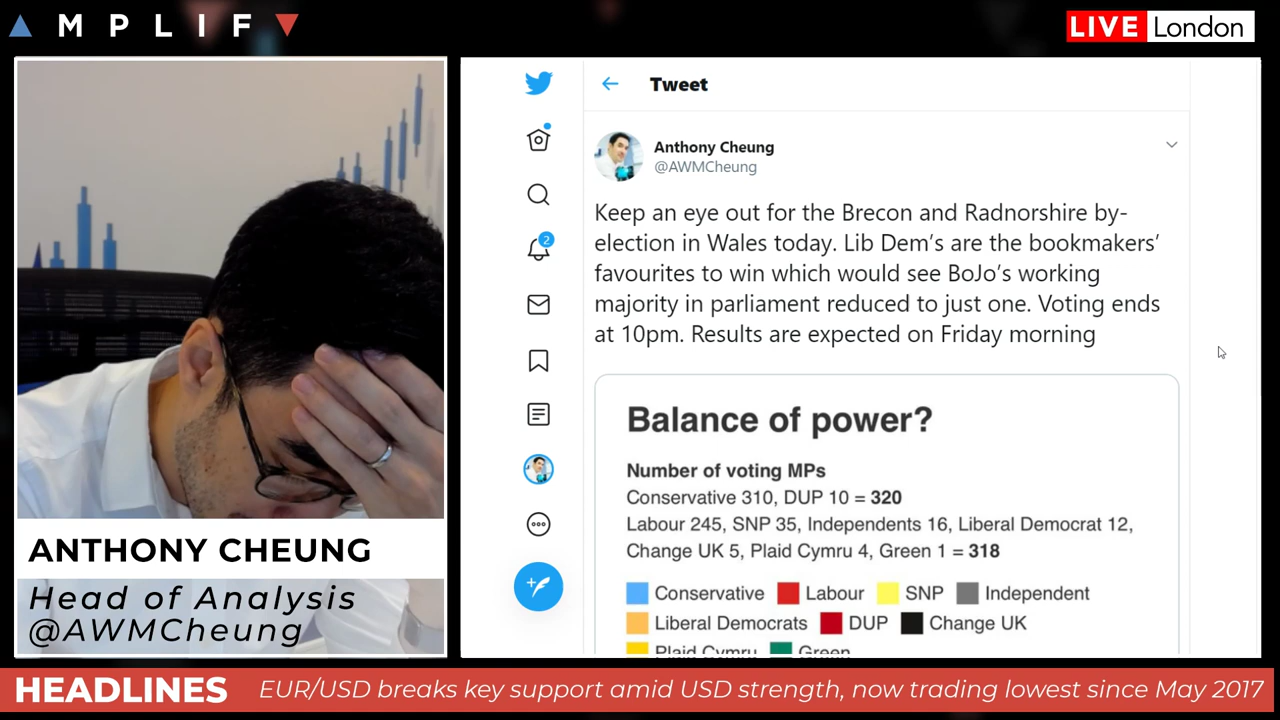 AMPLIFY
LIVE London
Tweet
Anthony Cheung
@AWMCheung
Keep an eye out for the Brecon and Radnorshire by-
election in Wales today. Lib Dem's are the bookmakers'
favourites to win which would see BoJo's working
majority in parliament reduced to just one. Voting ends
at 10pm. Results are expected on Friday morning
2
Balance of power?
Number of voting MPs
Conservative 310, DUP 10 = 320
Labour 245, SNP 35, Independents 16, Liberal Democrat 12,
Change UK 5, Plaid Cymru 4, Green 1 = 318
Conservative Labour SNP Independent
Liberal Democrats DUP Change UK
Plaid Cymru Green
ANTHONY CHEUNG
Head of Analysis
@AWMCheung
HEADLINES EUR/USD breaks key support amid USD strength, now trading lowest since May 2017